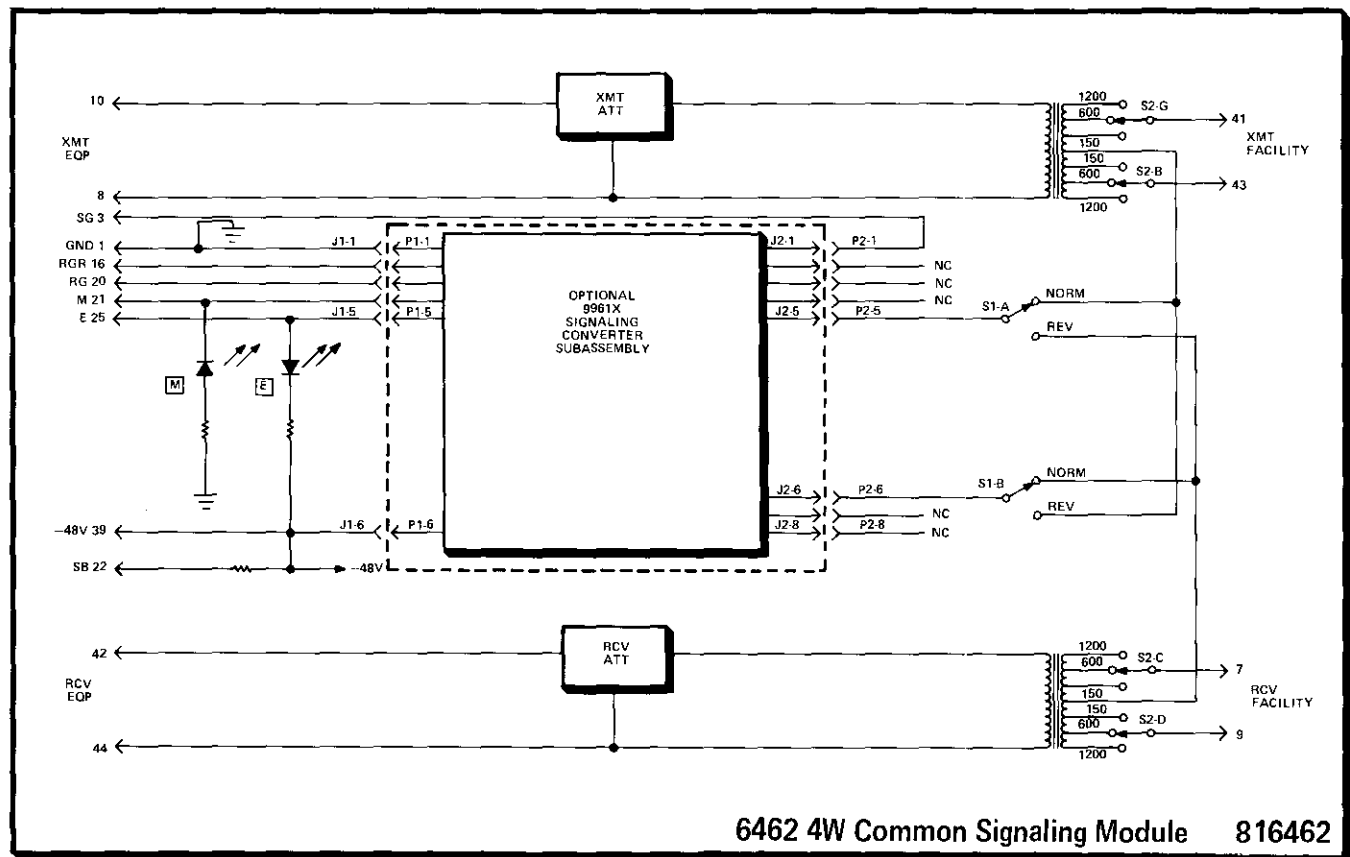 XMT
ATT
10
XMT
EQP
8
1200
600
150
150
600
1200
S2-G
S2-B
41
XMT
FACILITY
43
SG 3
GND 1
RGR 16
RG 20
M 21
E 25
J1-1
P1-1
J1-5
P1-5
J2-1
P2-1
NC
NC
NC
J2-5
P2-5
OPTIONAL
9961X
SIGNALING
CONVERTER
SUBASSEMBLY
S1-A
NORM
REV
M
E
S1-B
NORM
REV
J2-6
P2-6
NC
J2-8
P2-8
NC
-48V 39
J1-6
P1-6
SB 22
-48V
RCV
ATT
42
RCV
EQP
44
1200
600
150
150
600
1200
S2-C
S2-D
7
RCV
FACILITY
9
6462 4W Common Signaling Module 816462